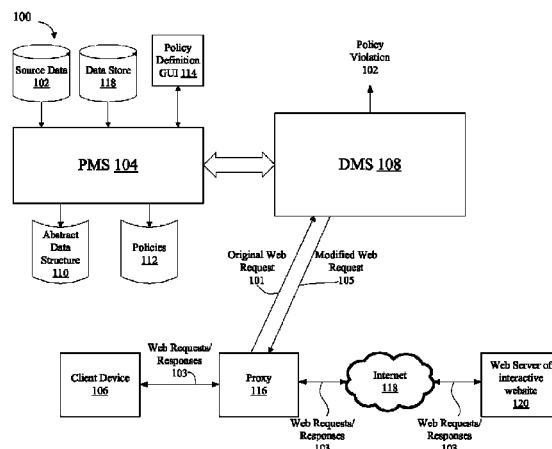 100
Source Data
102
Data Store
118
Policy
Definition
GUI 114
Policy
Violation
102
PMS 104
DMS 108
Abstract
Data
Structure
110
Policies
112
Original Web
Request
101
Modified Web
Request
105
Web Requests/
Responses
103
Client Device
106
Proxy
116
Internet
118
Web Server of
interactive
website
120
Web Requests/
Responses
103
Web Requests/
Responses
103